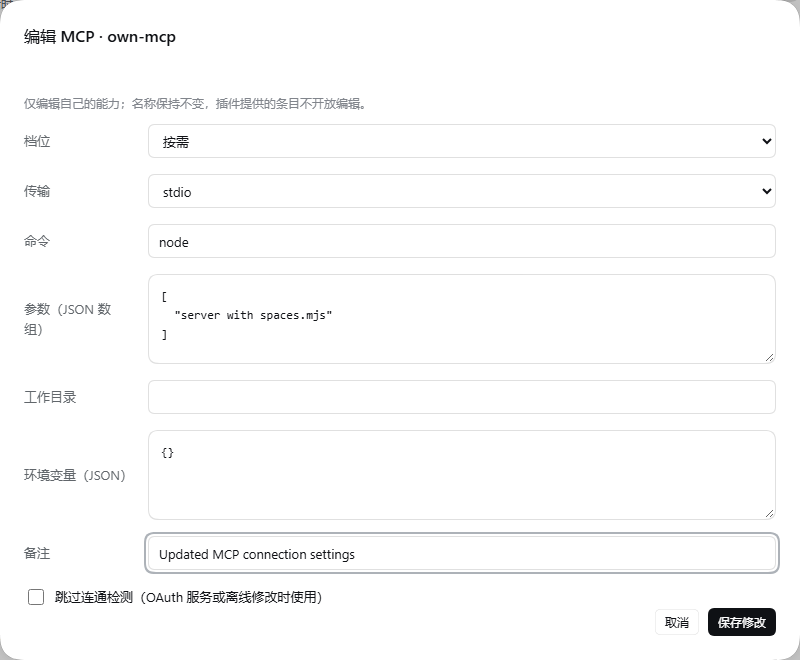 编辑 MCP · own-mcp
仅编辑自己的能力；名称保持不变，插件提供的条目不开放编辑。
档位
按需
传输
stdio
命令
node
参数（JSON 数
组）
[
  "server with spaces.mjs"
]
工作目录
环境变量（JSON）
{}
备注
Updated MCP connection settings
跳过连通检测（OAuth 服务或离线修改时使用）
取消
保存修改